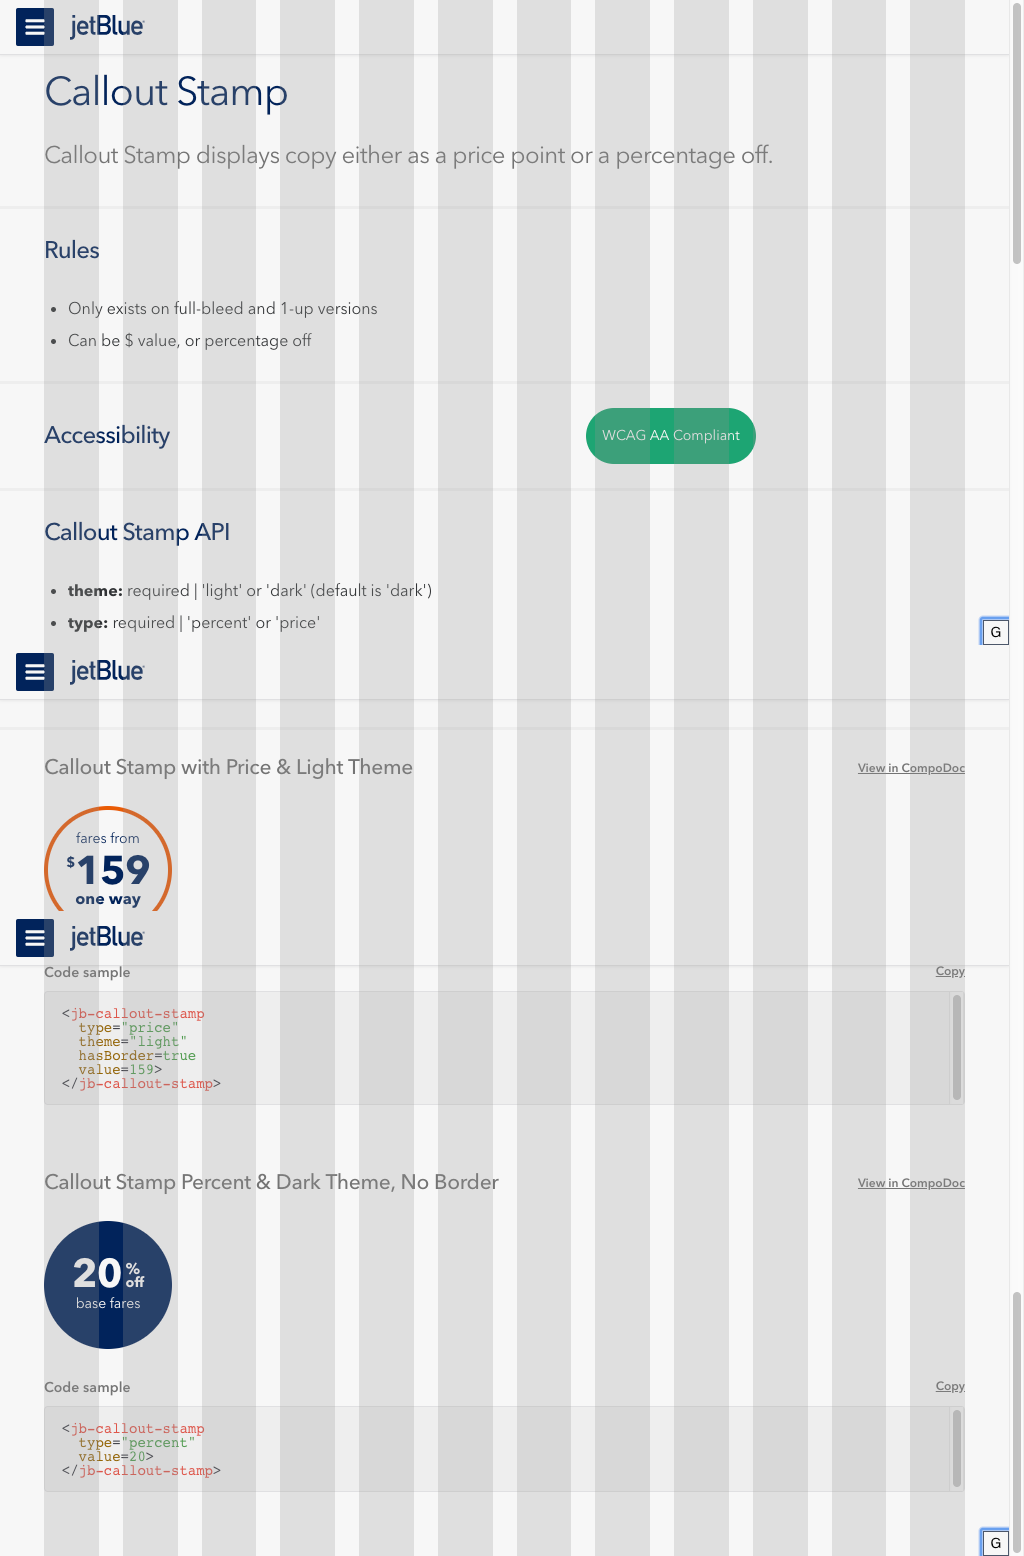 jetBlue
Callout Stamp
Callout Stamp displays copy either as a price point or a percentage off.
Rules
• Only exists on full-bleed and 1-up versions
• Can be $ value, or percentage off
Accessibility
WCAG AA Compliant
Callout Stamp API
• theme: required | 'light' or 'dark' (default is 'dark')
• type: required | 'percent' or 'price'
G
jetBlue
Callout Stamp with Price & Light Theme
View in CompoDoc
fares from
$159
one way
jetBlue
Code sample
Copy
<jb-callout-stamp
type="price"
theme="light"
hasBorder=true
value=159>
</jb-callout-stamp>
Callout Stamp Percent & Dark Theme, No Border
View in CompoDoc
20% off
base fares
Code sample
Copy
<jb-callout-stamp
type="percent"
value=20>
</jb-callout-stamp>
G